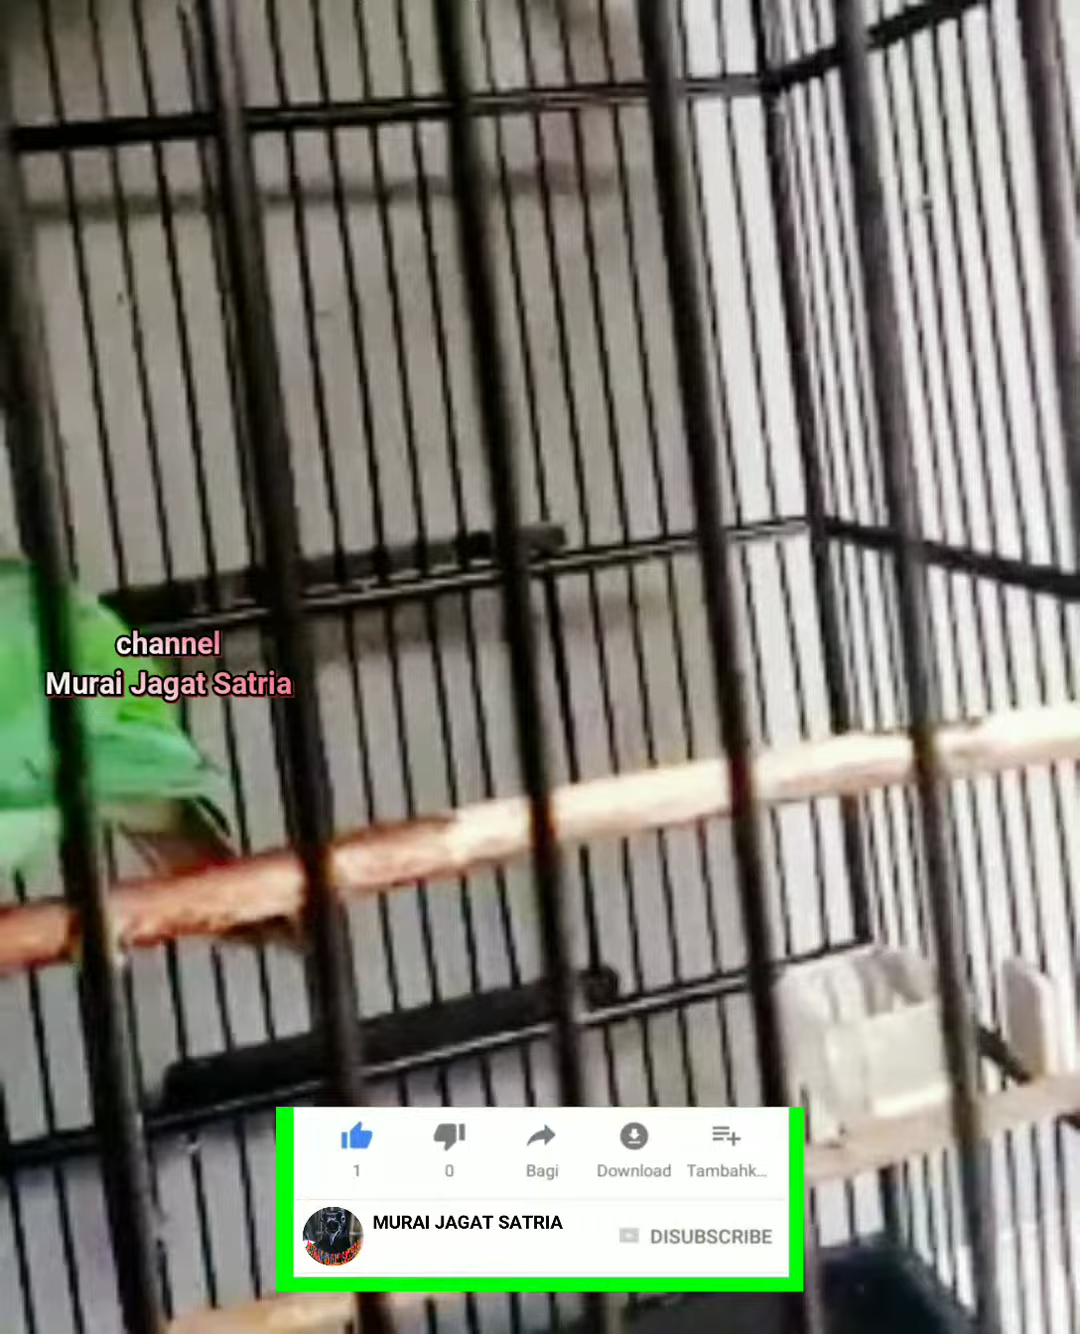 channel
Murai Jagat Satria
1 0 Bagi Download Tambahk...
MURAI JAGAT SATRIA
DISUBSCRIBE